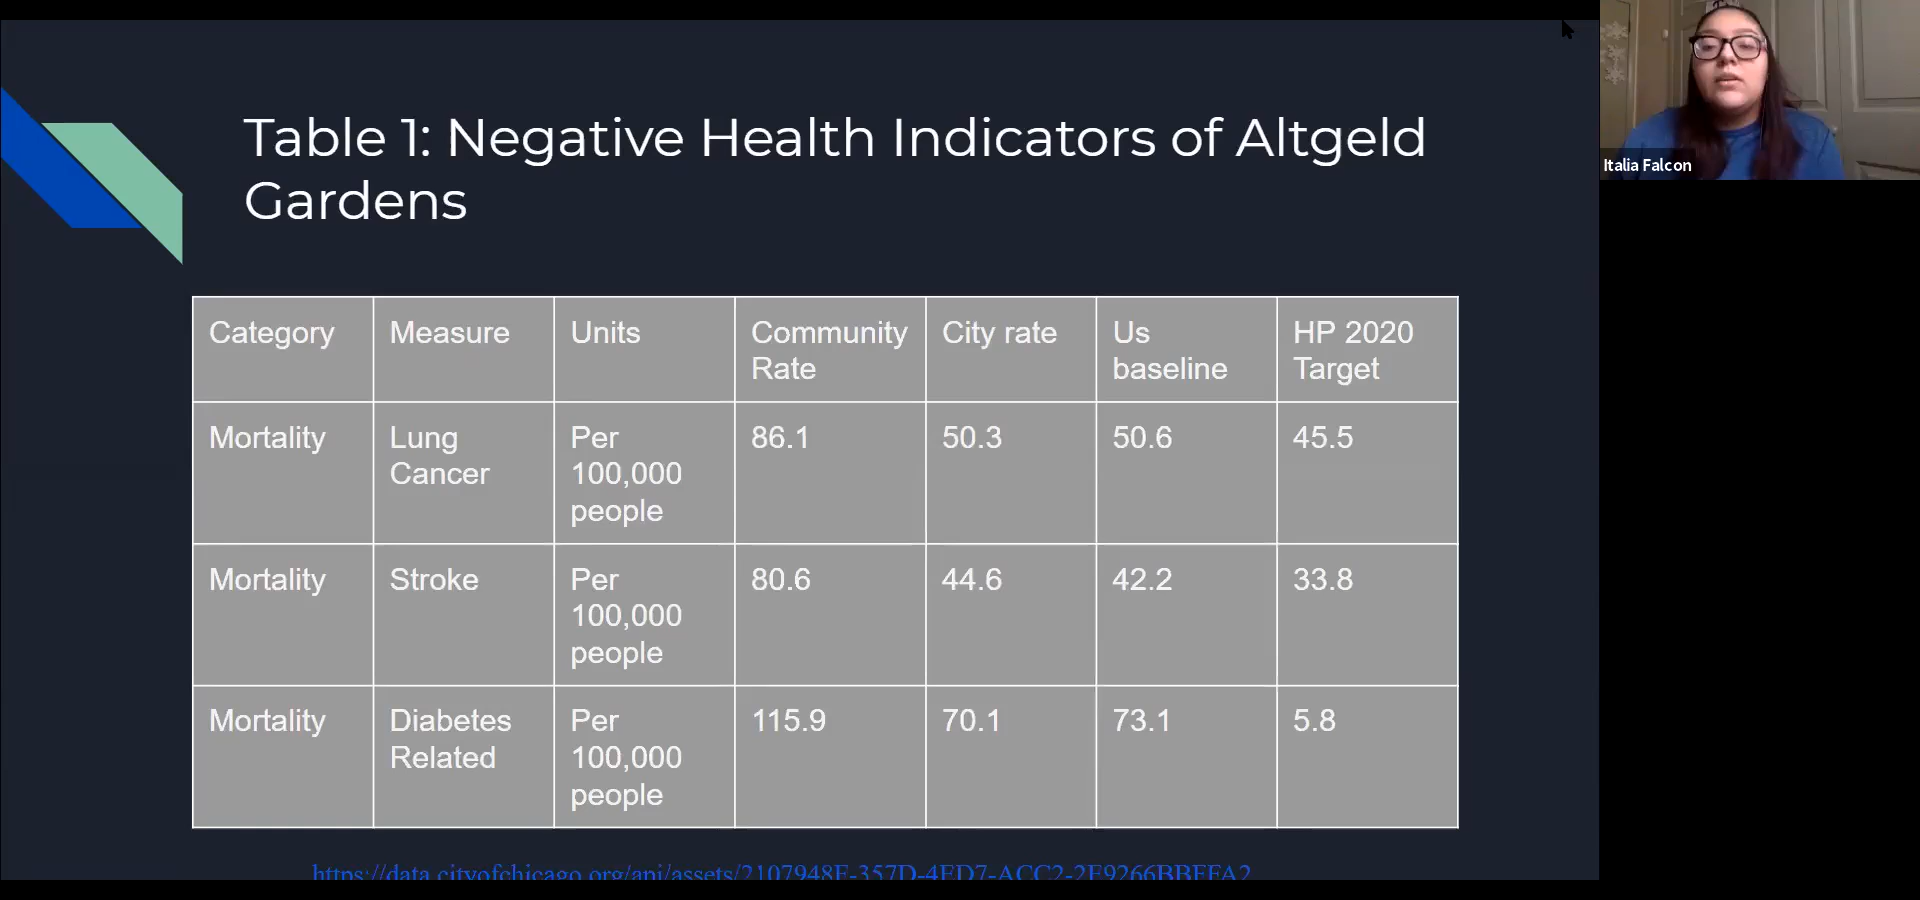 Table 1: Negative Health Indicators of Altgeld
Gardens
Italia Falcon
Category Measure Units Community Rate City rate Us baseline HP 2020 Target
Mortality Lung Cancer Per 100,000 people 86.1 50.3 50.6 45.5
Mortality Stroke Per 100,000 people 80.6 44.6 42.2 33.8
Mortality Diabetes Related Per 100,000 people 115.9 70.1 73.1 5.8
https://data.cityofchicago.org/api/assets/2107948F-357D-4ED7-ACC2-2E9266BBFFA2